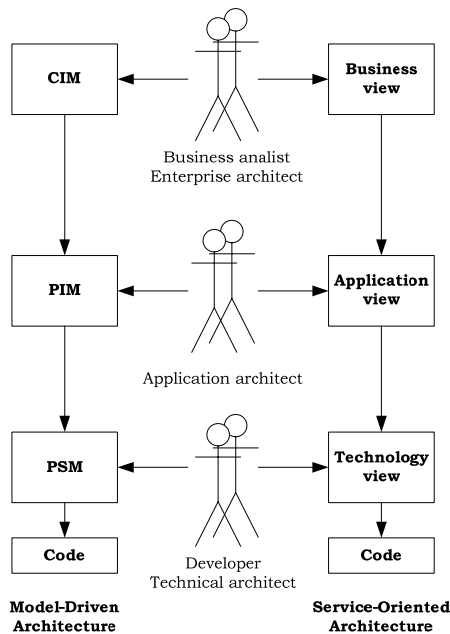 CIM
Business
view
Business analist
Enterprise architect
PIM
Application
view
Application architect
PSM
Technology
view
Code
Code
Developer
Technical architect
Model-Driven
Architecture
Service-Oriented
Architecture